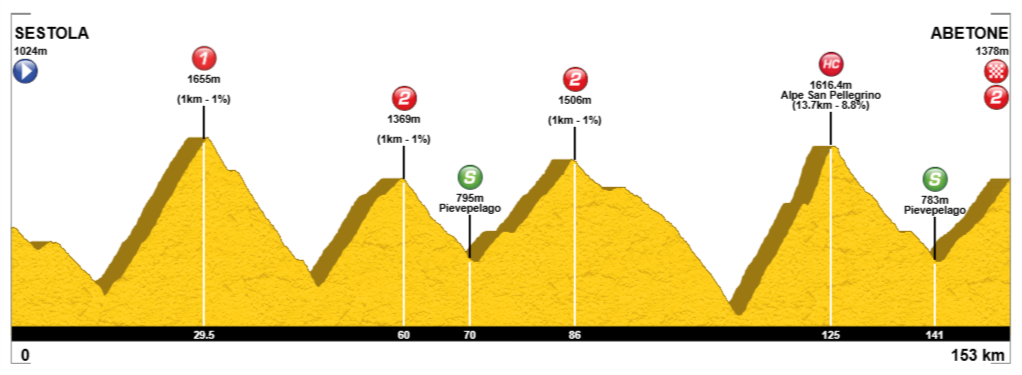 SESTOLA
1024m
1
1655m
(1km - 1%)
2
1369m
(1km - 1%)
S
795m
Pievepelago
2
1506m
(1km - 1%)
HC
1616.4m
Alpe San Pellegrino
(13.7km - 8.8%)
S
783m
Pievepelago
ABETONE
1378m
2
29.5
60
70
86
125
141
0
153 km